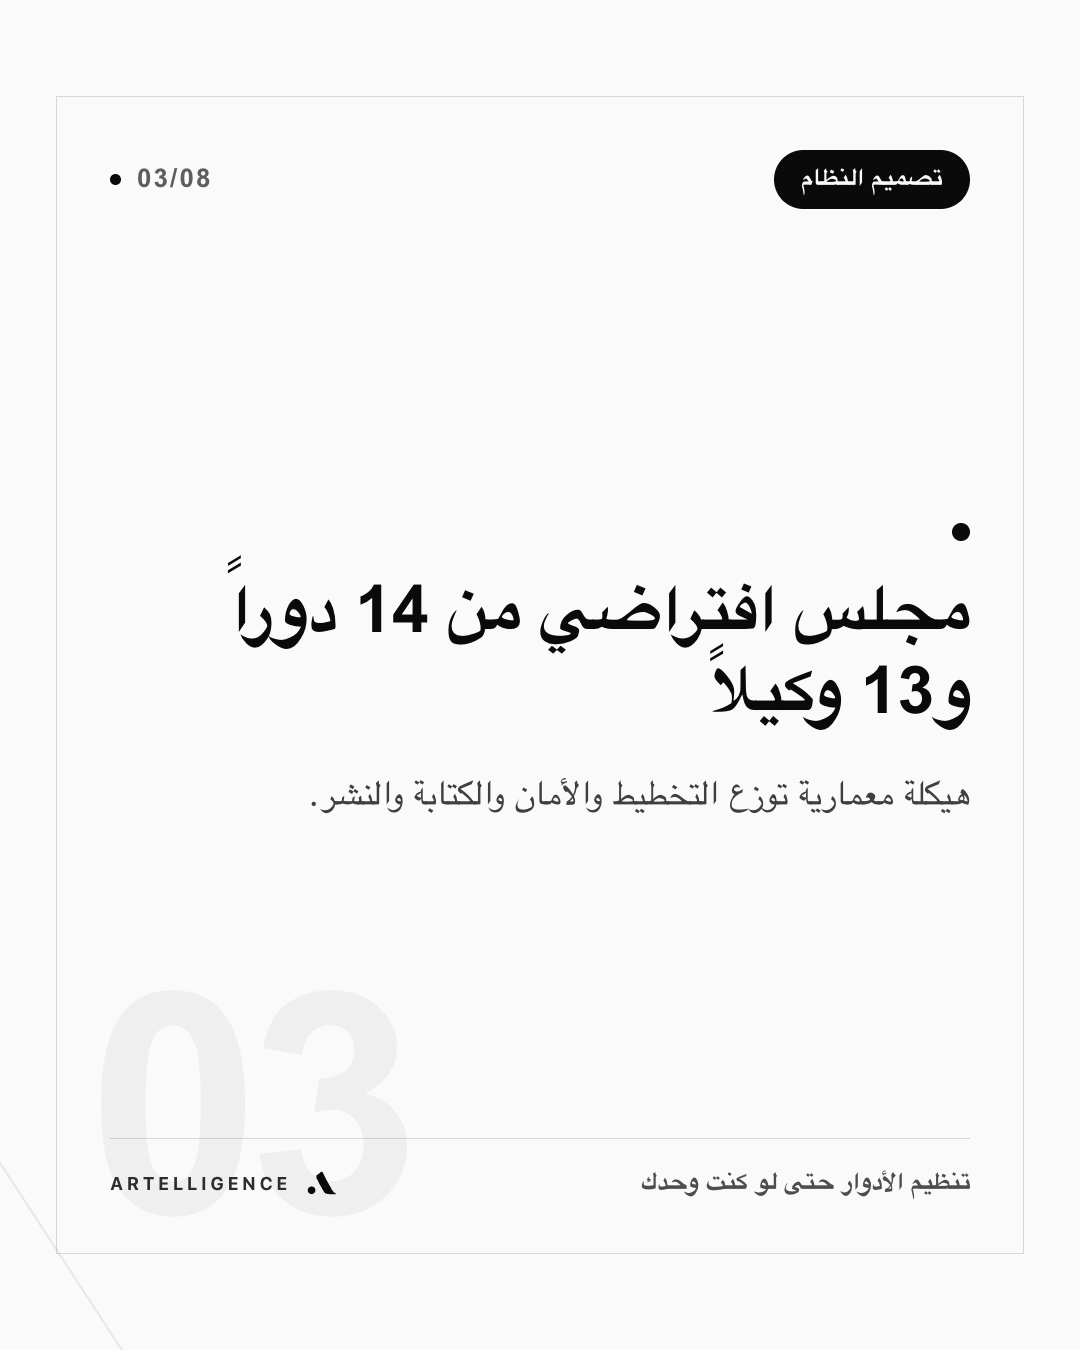 تصميم النظام
03/08
مجلس افتراضي من 14 دوراً
و13 وكيلاً
هيكلة معمارية توزع التخطيط والأمان والكتابة والنشر.
03
تنظيم الأدوار حتى لو كنت وحدك
ARTELLIGENCE